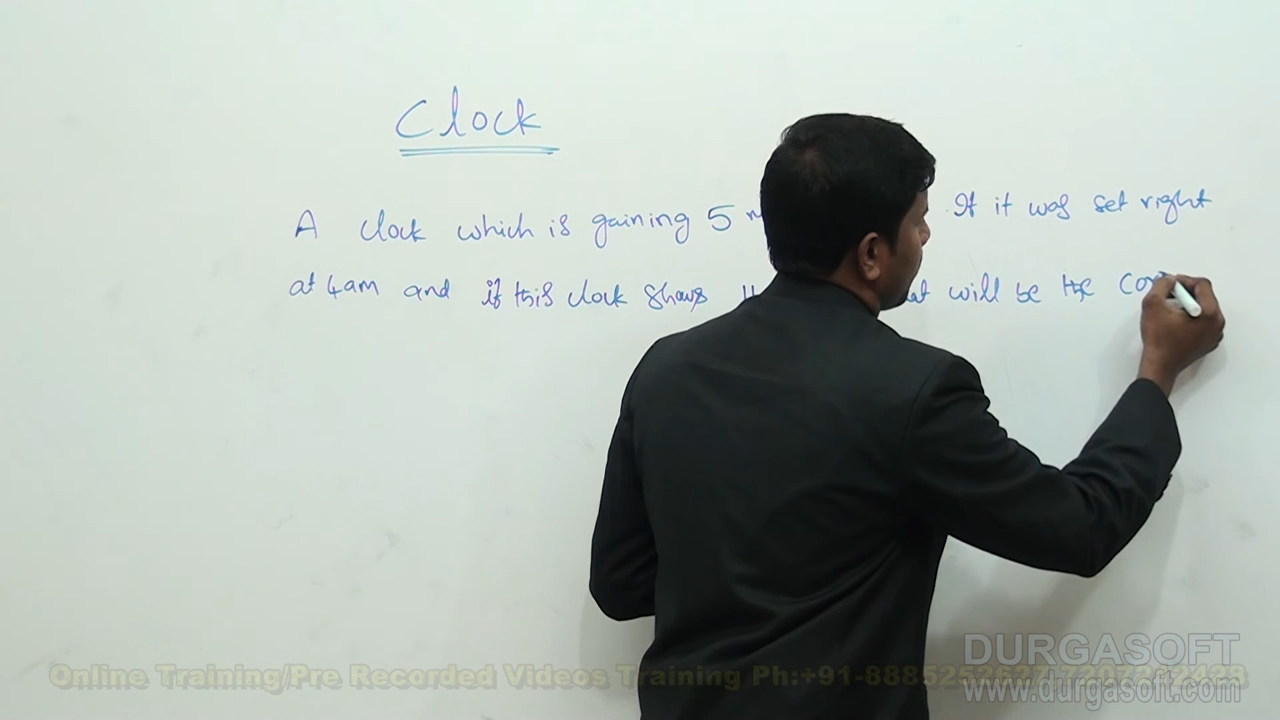 Clock
A clock which is gaining 5 If it was set right
at 4am and if this clock shows will be the
Online Training/Pre Recorded Videos Training
DURGASOFT
www.durgasoft.com